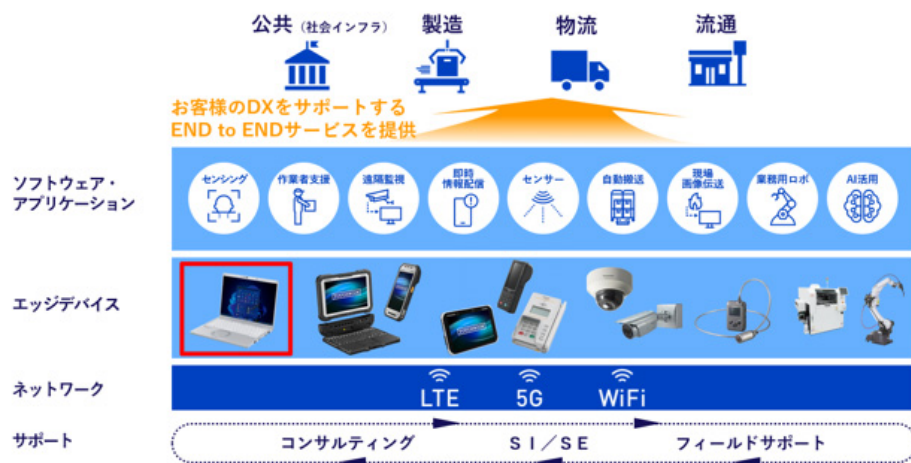 公共（社会インフラ）
製造
物流
流通
お客様のDXをサポートする
END to ENDサービスを提供
ソフトウェア・
アプリケーション
センシング
作業者支援
遠隔監視
即時
情報配信
センサー
自動搬送
現場
画像伝送
業務用ロボ
AI活用
エッジデバイス
ネットワーク
LTE
5G
WiFi
サポート
コンサルティング
ＳＩ／ＳＥ
フィールドサポート